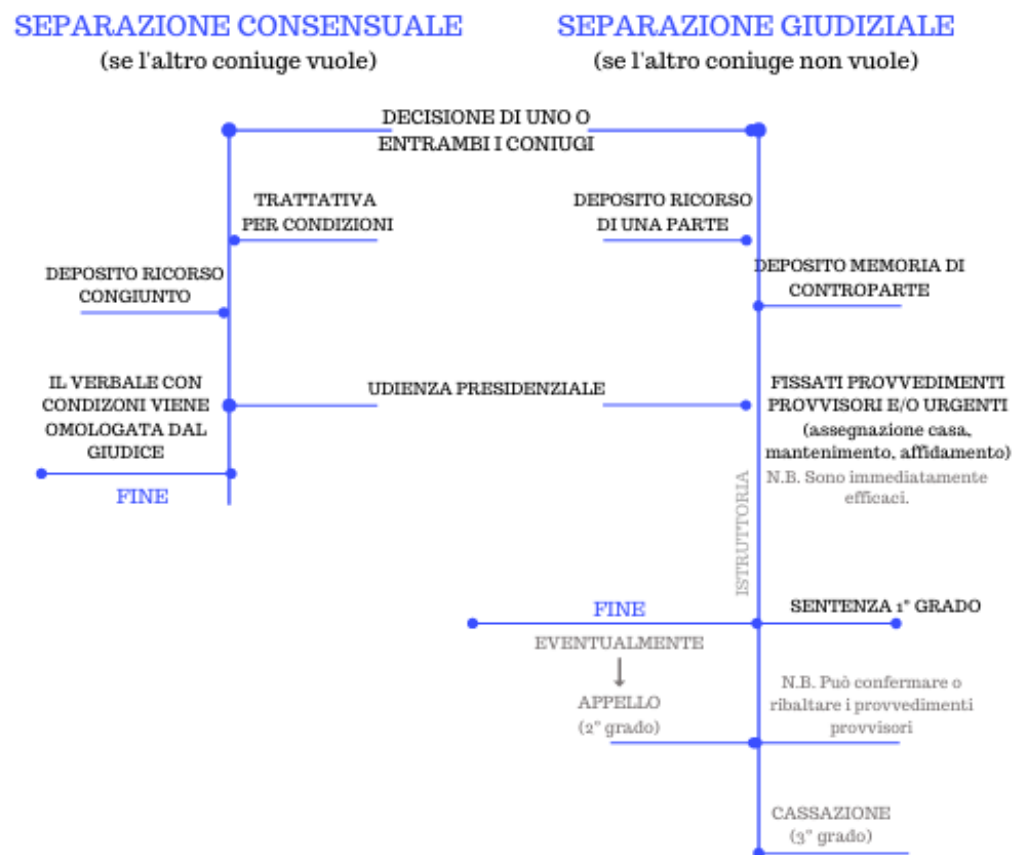 SEPARAZIONE CONSENSUALE
(se l'altro coniuge vuole)
SEPARAZIONE GIUDIZIALE
(se l'altro coniuge non vuole)
DECISIONE DI UNO O
ENTRAMBI I CONIUGI
TRATTATIVA
PER CONDIZIONI
DEPOSITO RICORSO
DI UNA PARTE
DEPOSITO RICORSO
CONGIUNTO
DEPOSITO MEMORIA DI
CONTROPARTE
IL VERBALE CON
CONDIZONI VIENE
OMOLOGATA DAL
GIUDICE
UDIENZA PRESIDENZIALE
FISSATI PROVVEDIMENTI
PROVVISORI E/O URGENTI
(assegnazione casa,
mantenimento, affidamento)
N.B. Sono immediatamente
efficaci.
FINE
ISTRUTTORIA
FINE
SENTENZA 1° GRADO
EVENTUALMENTE
APPELLO
(2° grado)
N.B. Può confermare o
ribaltare i provvedimenti
provvisori
CASSAZIONE
(3° grado)